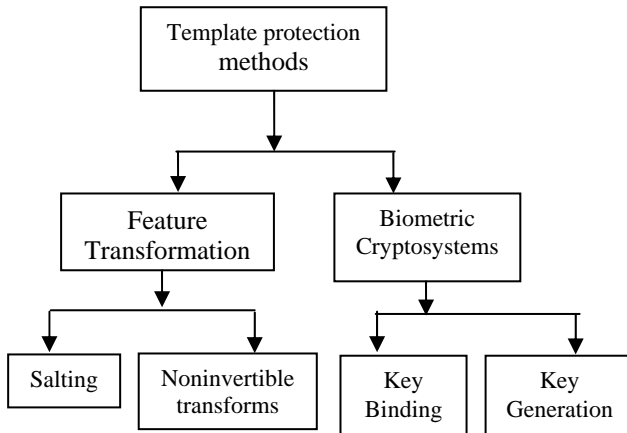 Template protection
methods
Feature
Transformation
Biometric
Cryptosystems
Salting
Noninvertible
transforms
Key
Binding
Key
Generation